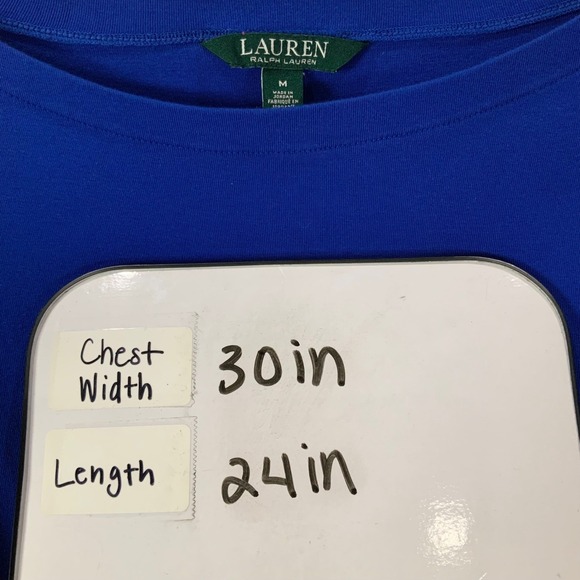 LAUREN
RALPH LAUREN
M
MADE IN
JORDAN
FABRIQUÉ EN
Chest
Width
30in
Length
24in